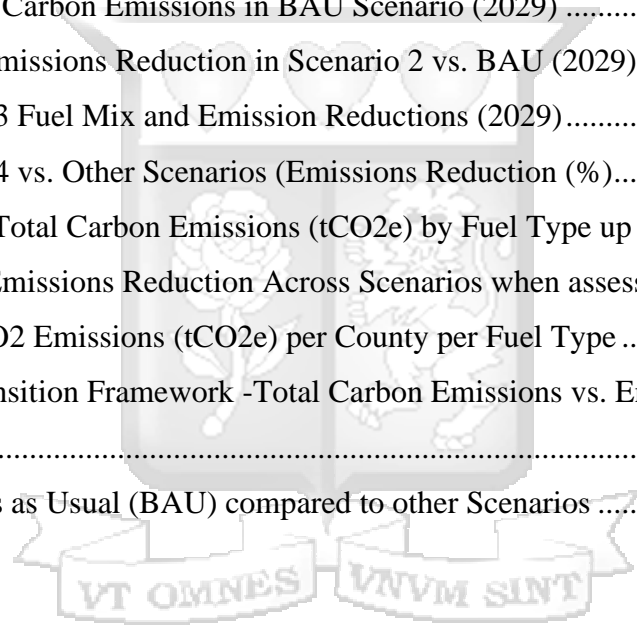 Carbon Emissions in BAU Scenario (2029) .........
missions Reduction in Scenario 2 vs. BAU (2029)
3 Fuel Mix and Emission Reductions (2029)..........
4 vs. Other Scenarios (Emissions Reduction (%)....
Total Carbon Emissions (tCO2e) by Fuel Type up
Emissions Reduction Across Scenarios when assess
O2 Emissions (tCO2e) per County per Fuel Type ..
nsition Framework -Total Carbon Emissions vs. E
................................................................................
s as Usual (BAU) compared to other Scenarios .....
VT OMNES VNVM SINT